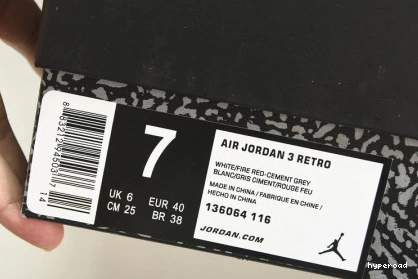 7
UK 6 EUR 40
CM 25 BR 38
AIR JORDAN 3 RETRO
WHITE/FIRE RED-CEMENT GREY
BLANC/GRIS CIMENT/ROUGE FEU
MADE IN CHINA / FABRIQUE EN CHINE /
HECHO EN CHINA
136064 116
JORDAN.COM
hyperoad